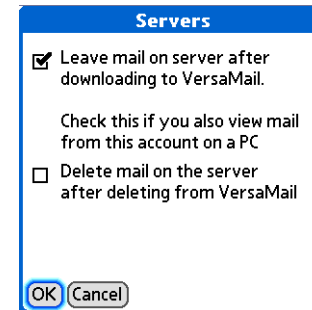 Servers
Leave mail on server after
downloading to VersaMail.
Check this if you also view mail
from this account on a PC
Delete mail on the server
after deleting from VersaMail
OK Cancel